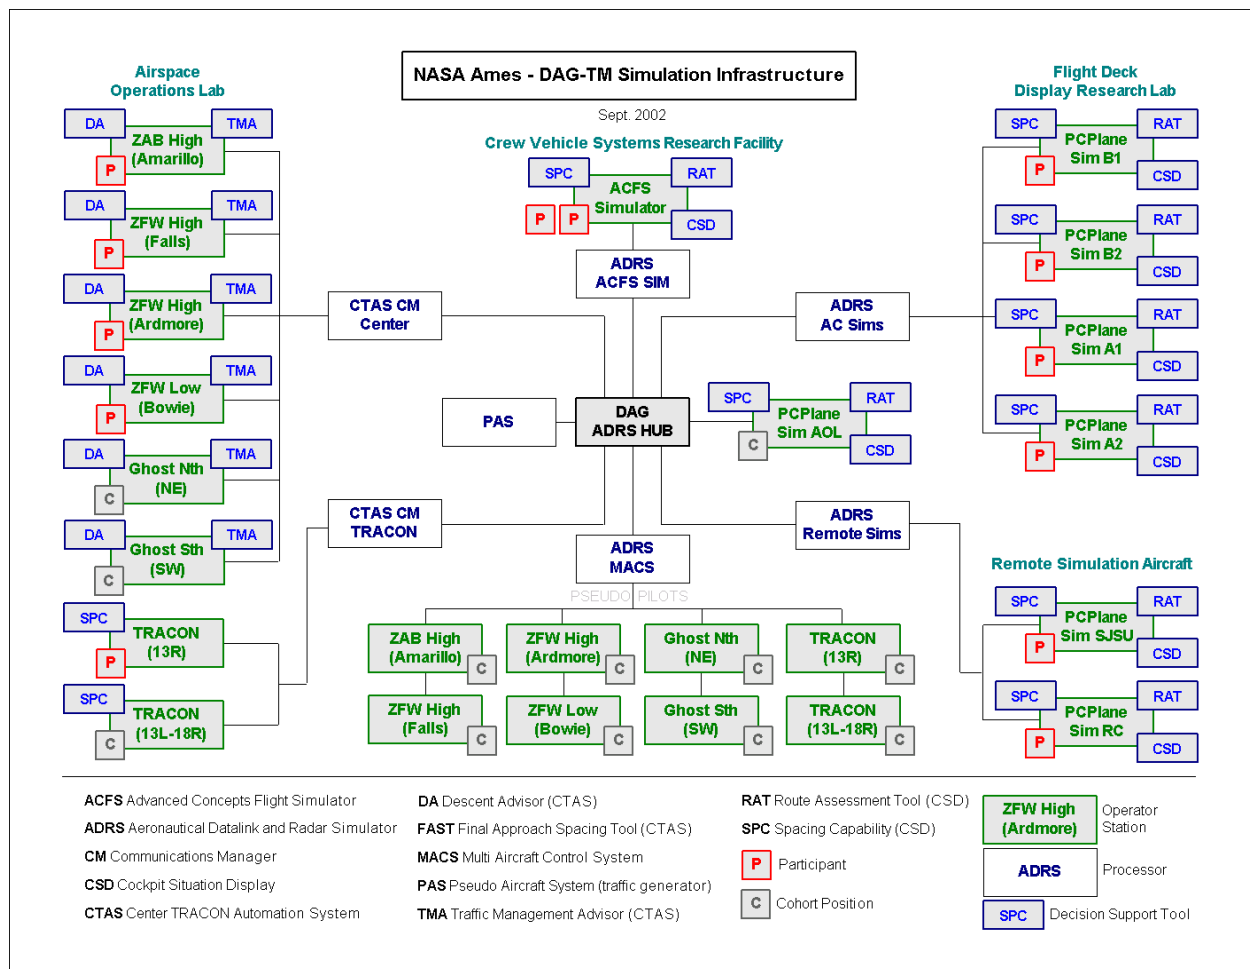 NASA Ames - DAG-TM Simulation Infrastructure
Sept. 2002
Airspace
Operations Lab
DA
TMA
ZAB High
(Amarillo)
P
DA
TMA
ZFW High
(Falls)
P
DA
TMA
ZFW High
(Ardmore)
P
DA
TMA
ZFW Low
(Bowie)
P
DA
TMA
Ghost Nth
(NE)
C
DA
TMA
Ghost Sth
(SW)
C
SPC
TRACON
(13R)
P
SPC
TRACON
(13L-18R)
C
Crew Vehicle Systems Research Facility
SPC
RAT
ACFS
Simulator
P
P
CSD
ADRS
ACFS SIM
CTAS CM
Center
ADRS
AC Sims
PAS
DAG
ADRS HUB
SPC
RAT
PCPlane
Sim AOL
C
CSD
CTAS CM
TRACON
ADRS
MACS
ADRS
Remote Sims
PSEUDO PILOTS
ZAB High
(Amarillo)
C
ZFW High
(Ardmore)
C
Ghost Nth
(NE)
C
TRACON
(13R)
C
ZFW High
(Falls)
C
ZFW Low
(Bowie)
C
Ghost Sth
(SW)
C
TRACON
(13L-18R)
C
Flight Deck
Display Research Lab
SPC
RAT
PCPlane
Sim B1
P
CSD
SPC
RAT
PCPlane
Sim B2
P
CSD
SPC
RAT
PCPlane
Sim A1
P
CSD
SPC
RAT
PCPlane
Sim A2
P
CSD
Remote Simulation Aircraft
SPC
RAT
PCPlane
Sim SJSU
P
CSD
SPC
RAT
PCPlane
Sim RC
P
CSD
ACFS Advanced Concepts Flight Simulator
ADRS Aeronautical Datalink and Radar Simulator
CM Communications Manager
CSD Cockpit Situation Display
CTAS Center TRACON Automation System
DA Descent Advisor (CTAS)
FAST Final Approach Spacing Tool (CTAS)
MACS Multi Aircraft Control System
PAS Pseudo Aircraft System (traffic generator)
TMA Traffic Management Advisor (CTAS)
RAT Route Assessment Tool (CSD)
SPC Spacing Capability (CSD)
P Participant
C Cohort Position
ZFW High
(Ardmore)
Operator
Station
ADRS Processor
SPC Decision Support Tool